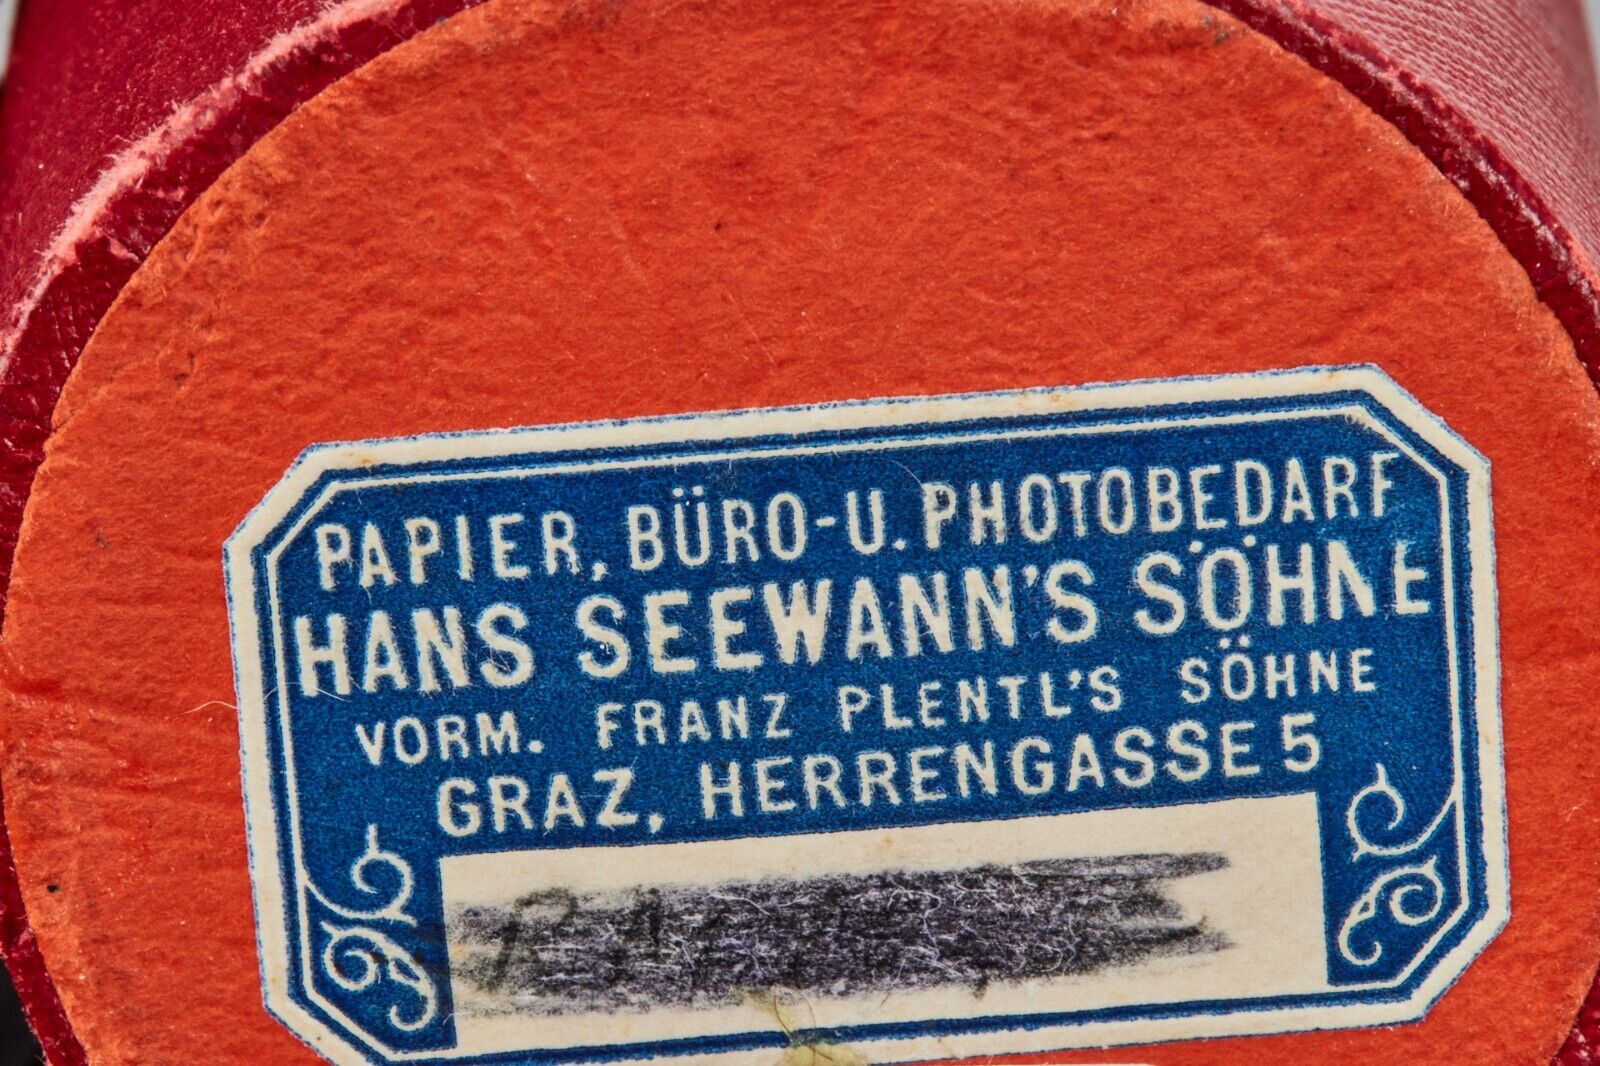 PAPIER, BÜRO-U. PHOTOBEDARF
HANS SEEWANN'S SÖHNE
VORM. FRANZ PLENTL'S SÖHNE
GRAZ, HERRENGASSE 5